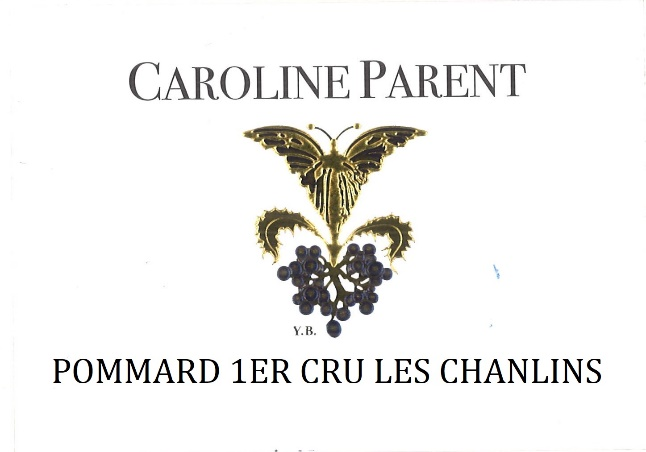 CAROLINE PARENT
Y.B.
POMMARD 1ER CRU LES CHANLINS